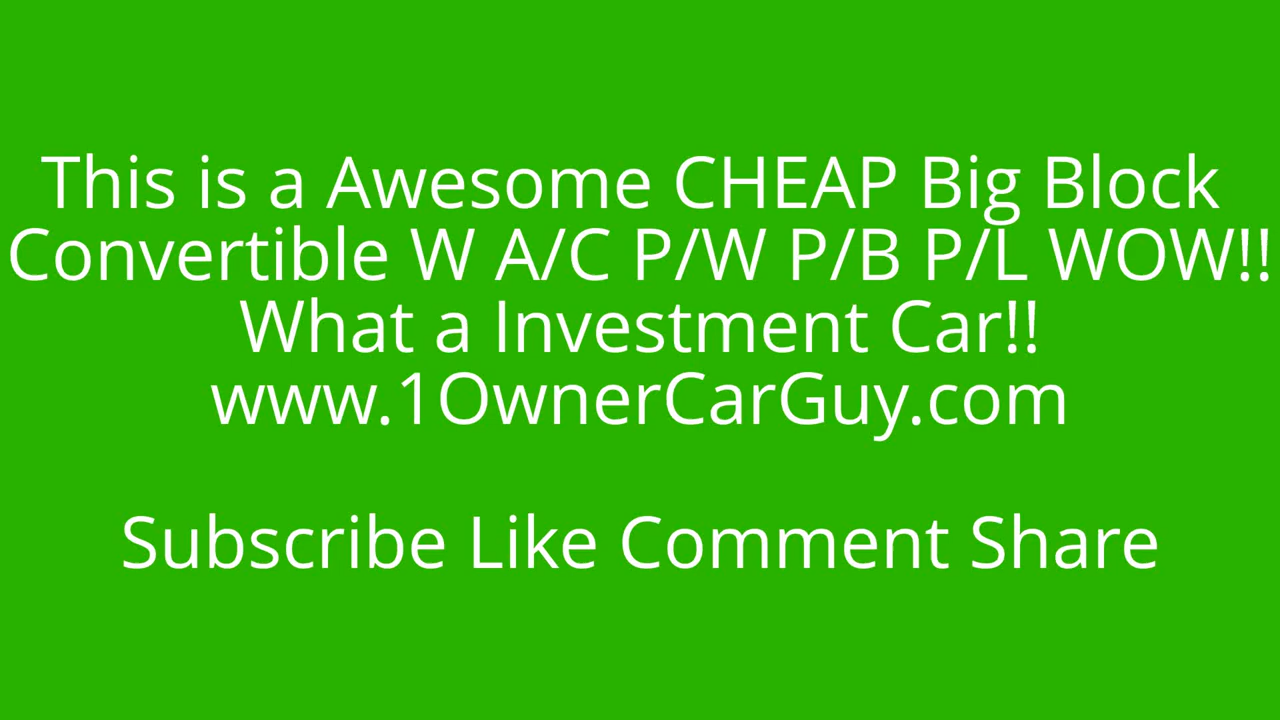 This is a Awesome CHEAP Big Block
Convertible W A/C P/W P/B P/L WOW!!
What a Investment Car!!
www.1OwnerCarGuy.com
Subscribe Like Comment Share